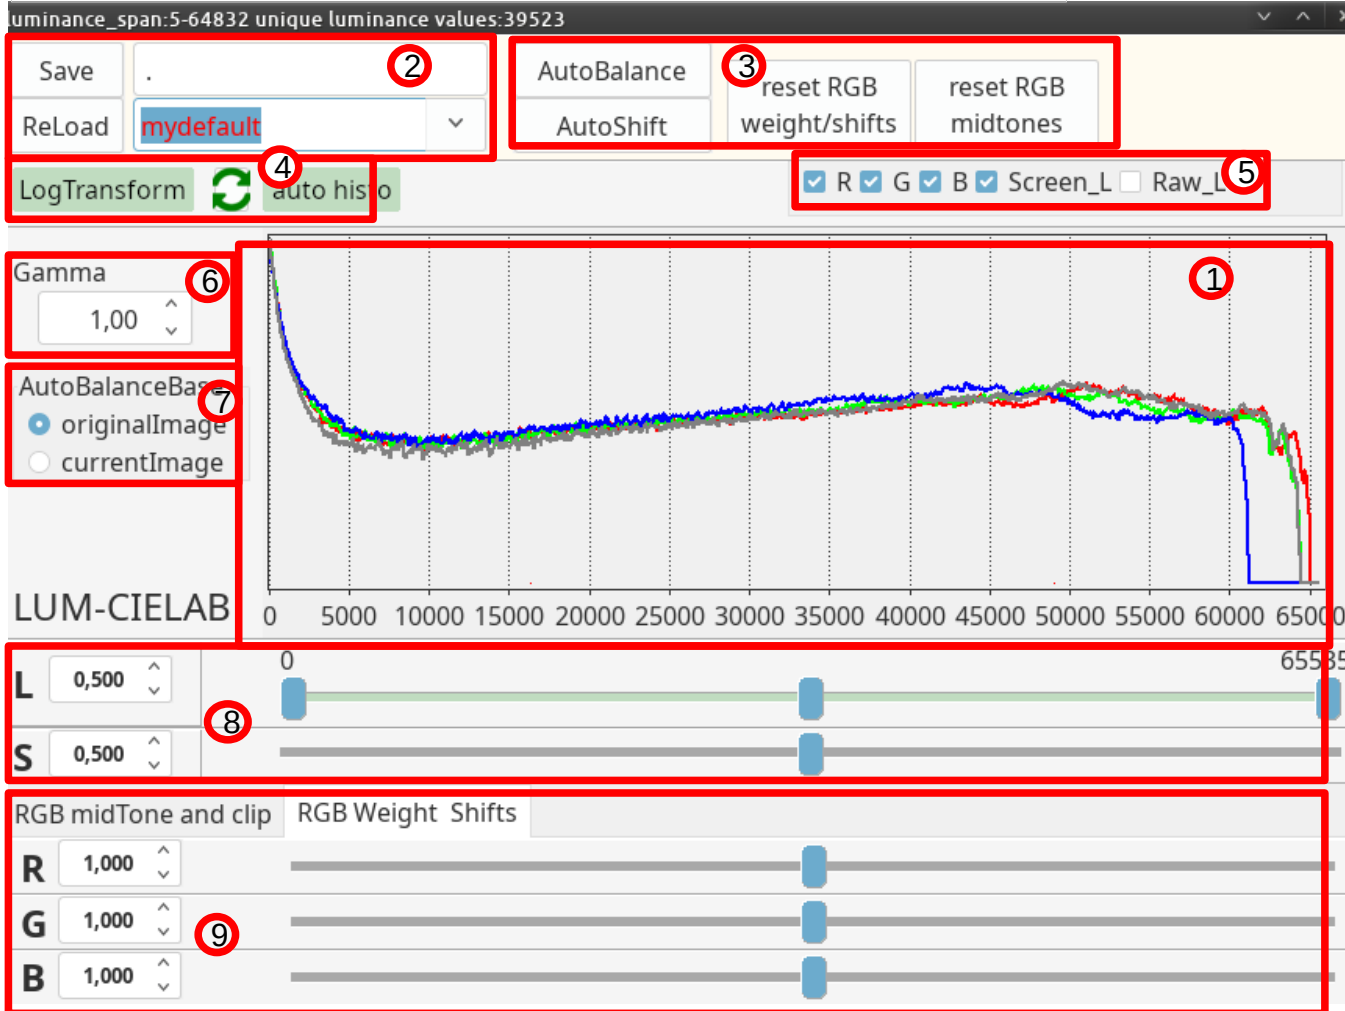 luminance_span:5-64832 unique luminance values:39523
Save . 2 AutoBalance 3 reset RGB weight/shifts reset RGB midtones
ReLoad mydefault AutoShift
LogTransform 4 auto histo R G B Screen_L Raw_L 5
Gamma 6 1
1,00
AutoBalanceBase 7
originalImage
currentImage
LUM-CIELAB 0 5000 10000 15000 20000 25000 30000 35000 40000 45000 50000 55000 60000 65000
0 65535
L 0,500
8
S 0,500
RGB midTone and clip RGB Weight Shifts
R 1,000
G 1,000 9
B 1,000